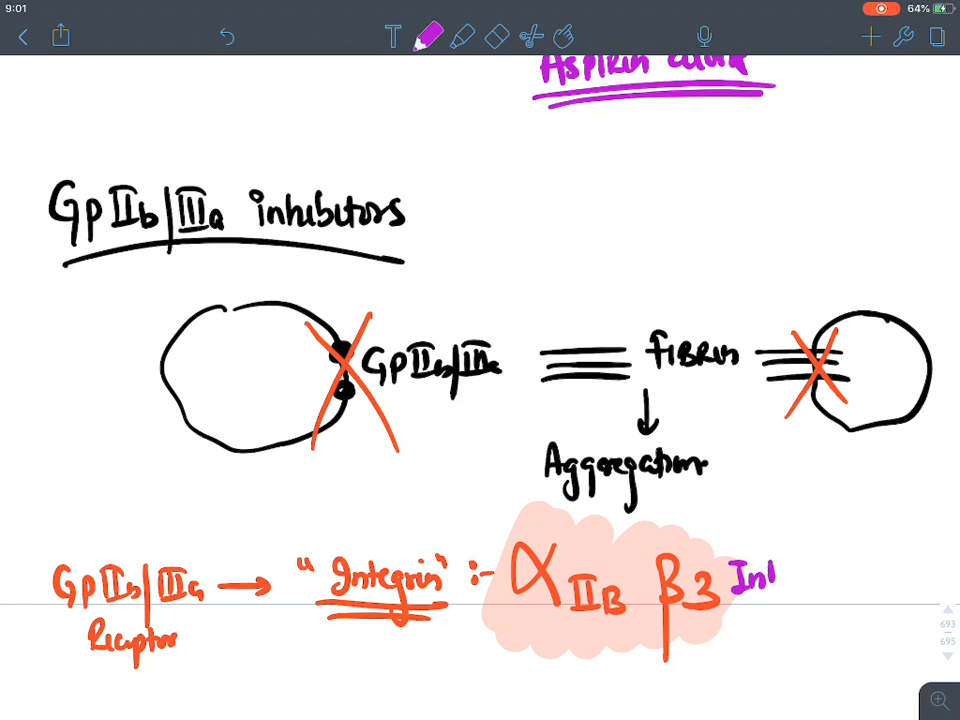 9:01
64%
T
Aspirin
GpIIb/IIIa inhibitors
GpIIb/IIIa
FIBRIN
Aggregation
GpIIb/IIIa → "Integrin" :- αIIB β3 Inh
Receptor
693
695